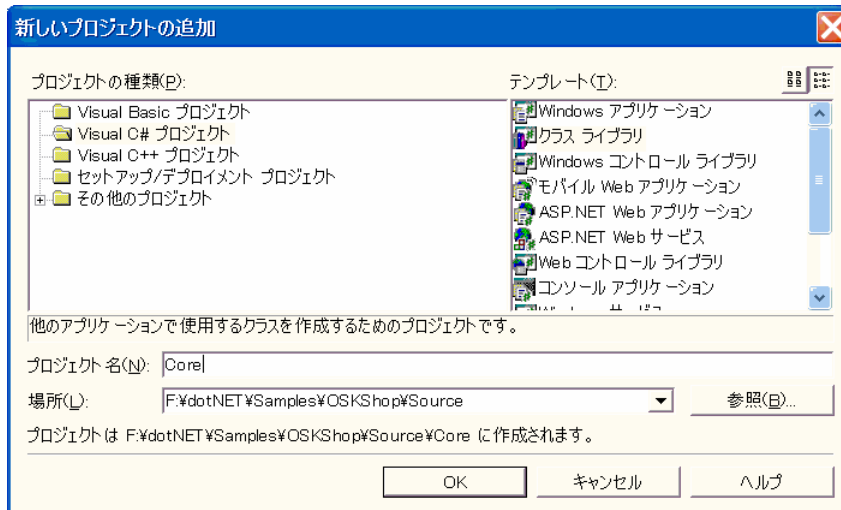 新しいプロジェクトの追加
プロジェクトの種類(P):
テンプレート(T):
Visual Basic プロジェクト
Visual C# プロジェクト
Visual C++ プロジェクト
セットアップ/デプロイメント プロジェクト
その他のプロジェクト
Windows アプリケーション
クラス ライブラリ
Windows コントロール ライブラリ
モバイル Web アプリケーション
ASP.NET Web アプリケーション
ASP.NET Web サービス
Web コントロール ライブラリ
コンソール アプリケーション
他のアプリケーションで使用するクラスを作成するためのプロジェクトです。
プロジェクト名(N): Core
場所(L): F:¥dotNET¥Samples¥OSKShop¥Source 参照(B)...
プロジェクトは F:¥dotNET¥Samples¥OSKShop¥Source¥Core に作成されます。
OK キャンセル ヘルプ